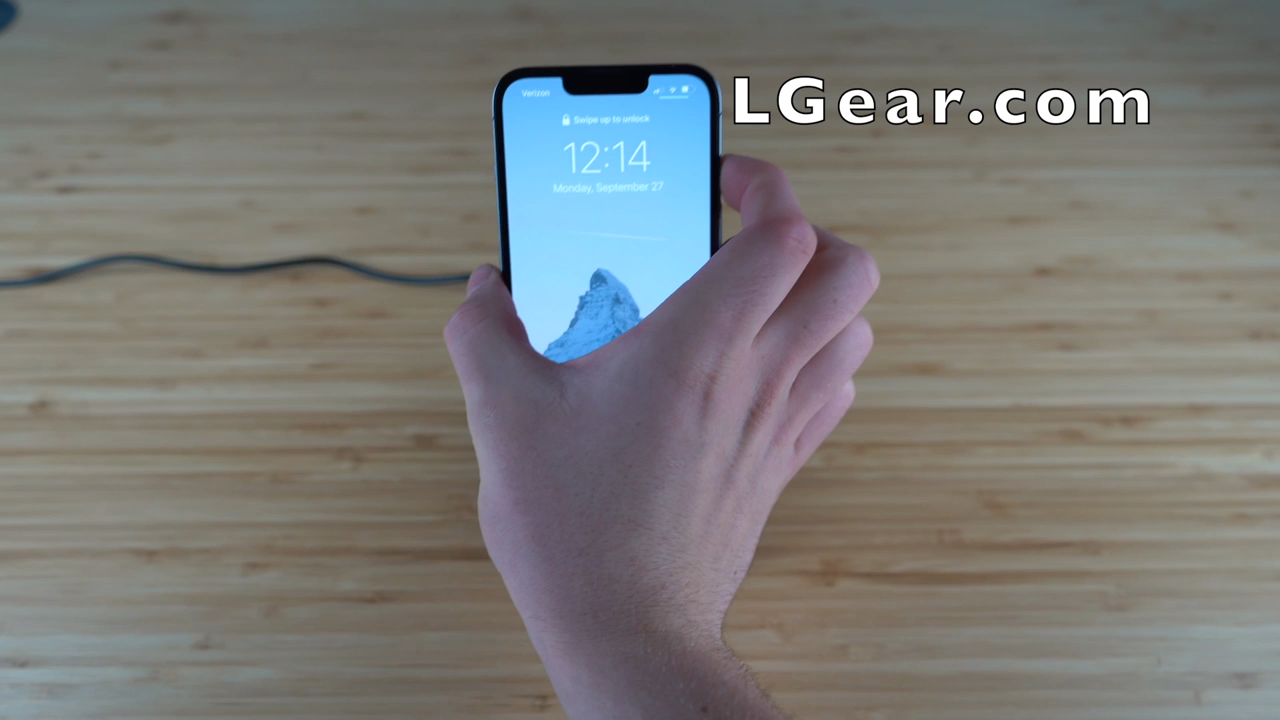 LGear.com
Verizon
Swipe up to unlock
12:14
Monday, September 27